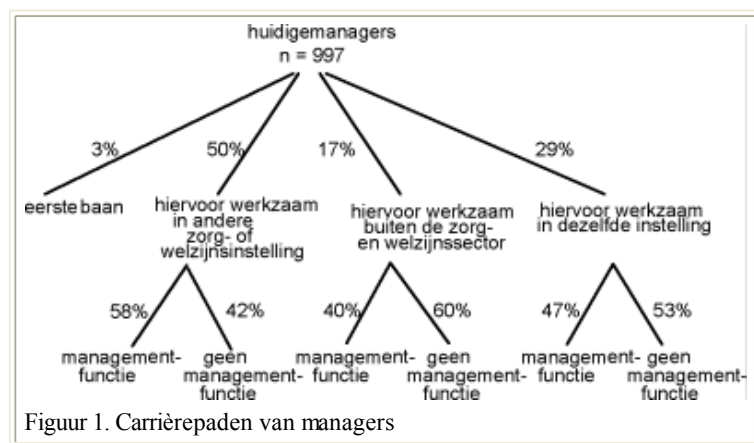 huidigemanagers
n = 997
3%
50%
17%
29%
eerstebaan
hiervoor werkzaam
in andere
zorg- of
welzijnsinstelling
hiervoor werkzaam
buiten de zorg-
en welzijnssector
hiervoor werkzaam
in dezelfde instelling
58%
42%
40%
60%
47%
53%
management-
functie
geen
management-
functie
management-
functie
geen
management-
functie
management-
functie
geen
management-
functie
Figuur 1. Carrièrepaden van managers